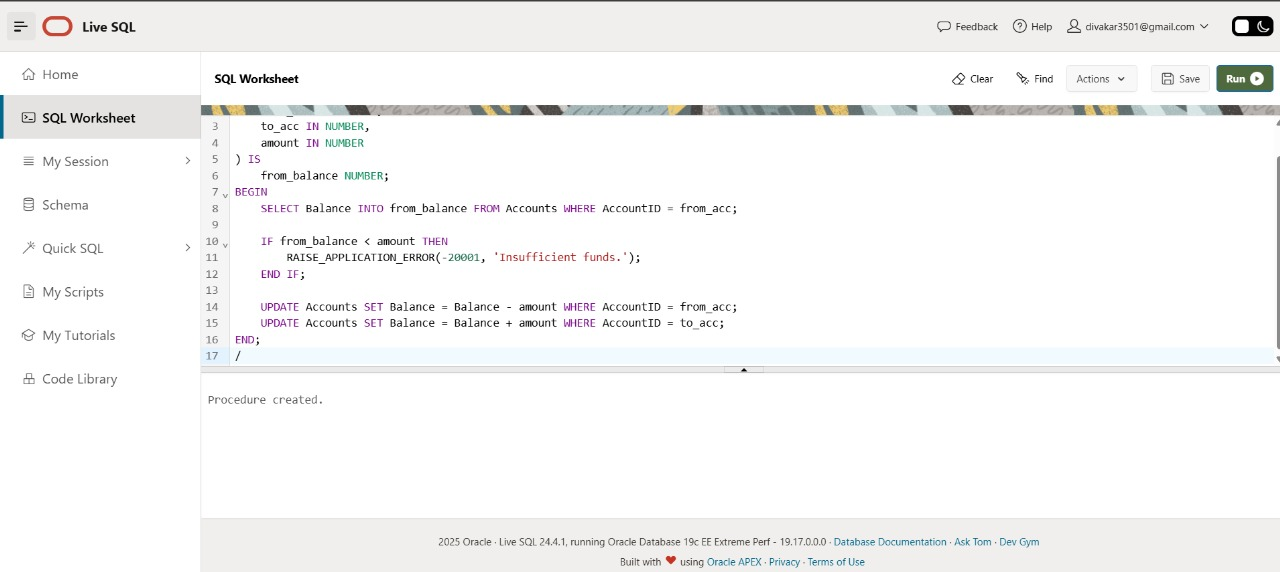 Live SQL
Feedback Help divakar3501@gmail.com
Home
SQL Worksheet
My Session
Schema
Quick SQL
My Scripts
My Tutorials
Code Library
SQL Worksheet
Clear Find Actions Save Run
3 to_acc IN NUMBER,
4 amount IN NUMBER
5 ) IS
6 from_balance NUMBER;
7 BEGIN
8 SELECT Balance INTO from_balance FROM Accounts WHERE AccountID = from_acc;
9
10 IF from_balance < amount THEN
11 RAISE_APPLICATION_ERROR(-20001, 'Insufficient funds.');
12 END IF;
13
14 UPDATE Accounts SET Balance = Balance - amount WHERE AccountID = from_acc;
15 UPDATE Accounts SET Balance = Balance + amount WHERE AccountID = to_acc;
16 END;
17 /
Procedure created.
2025 Oracle · Live SQL 24.4.1, running Oracle Database 19c EE Extreme Perf - 19.17.0.0.0 · Database Documentation · Ask Tom · Dev Gym
Built with ❤ using Oracle APEX · Privacy · Terms of Use